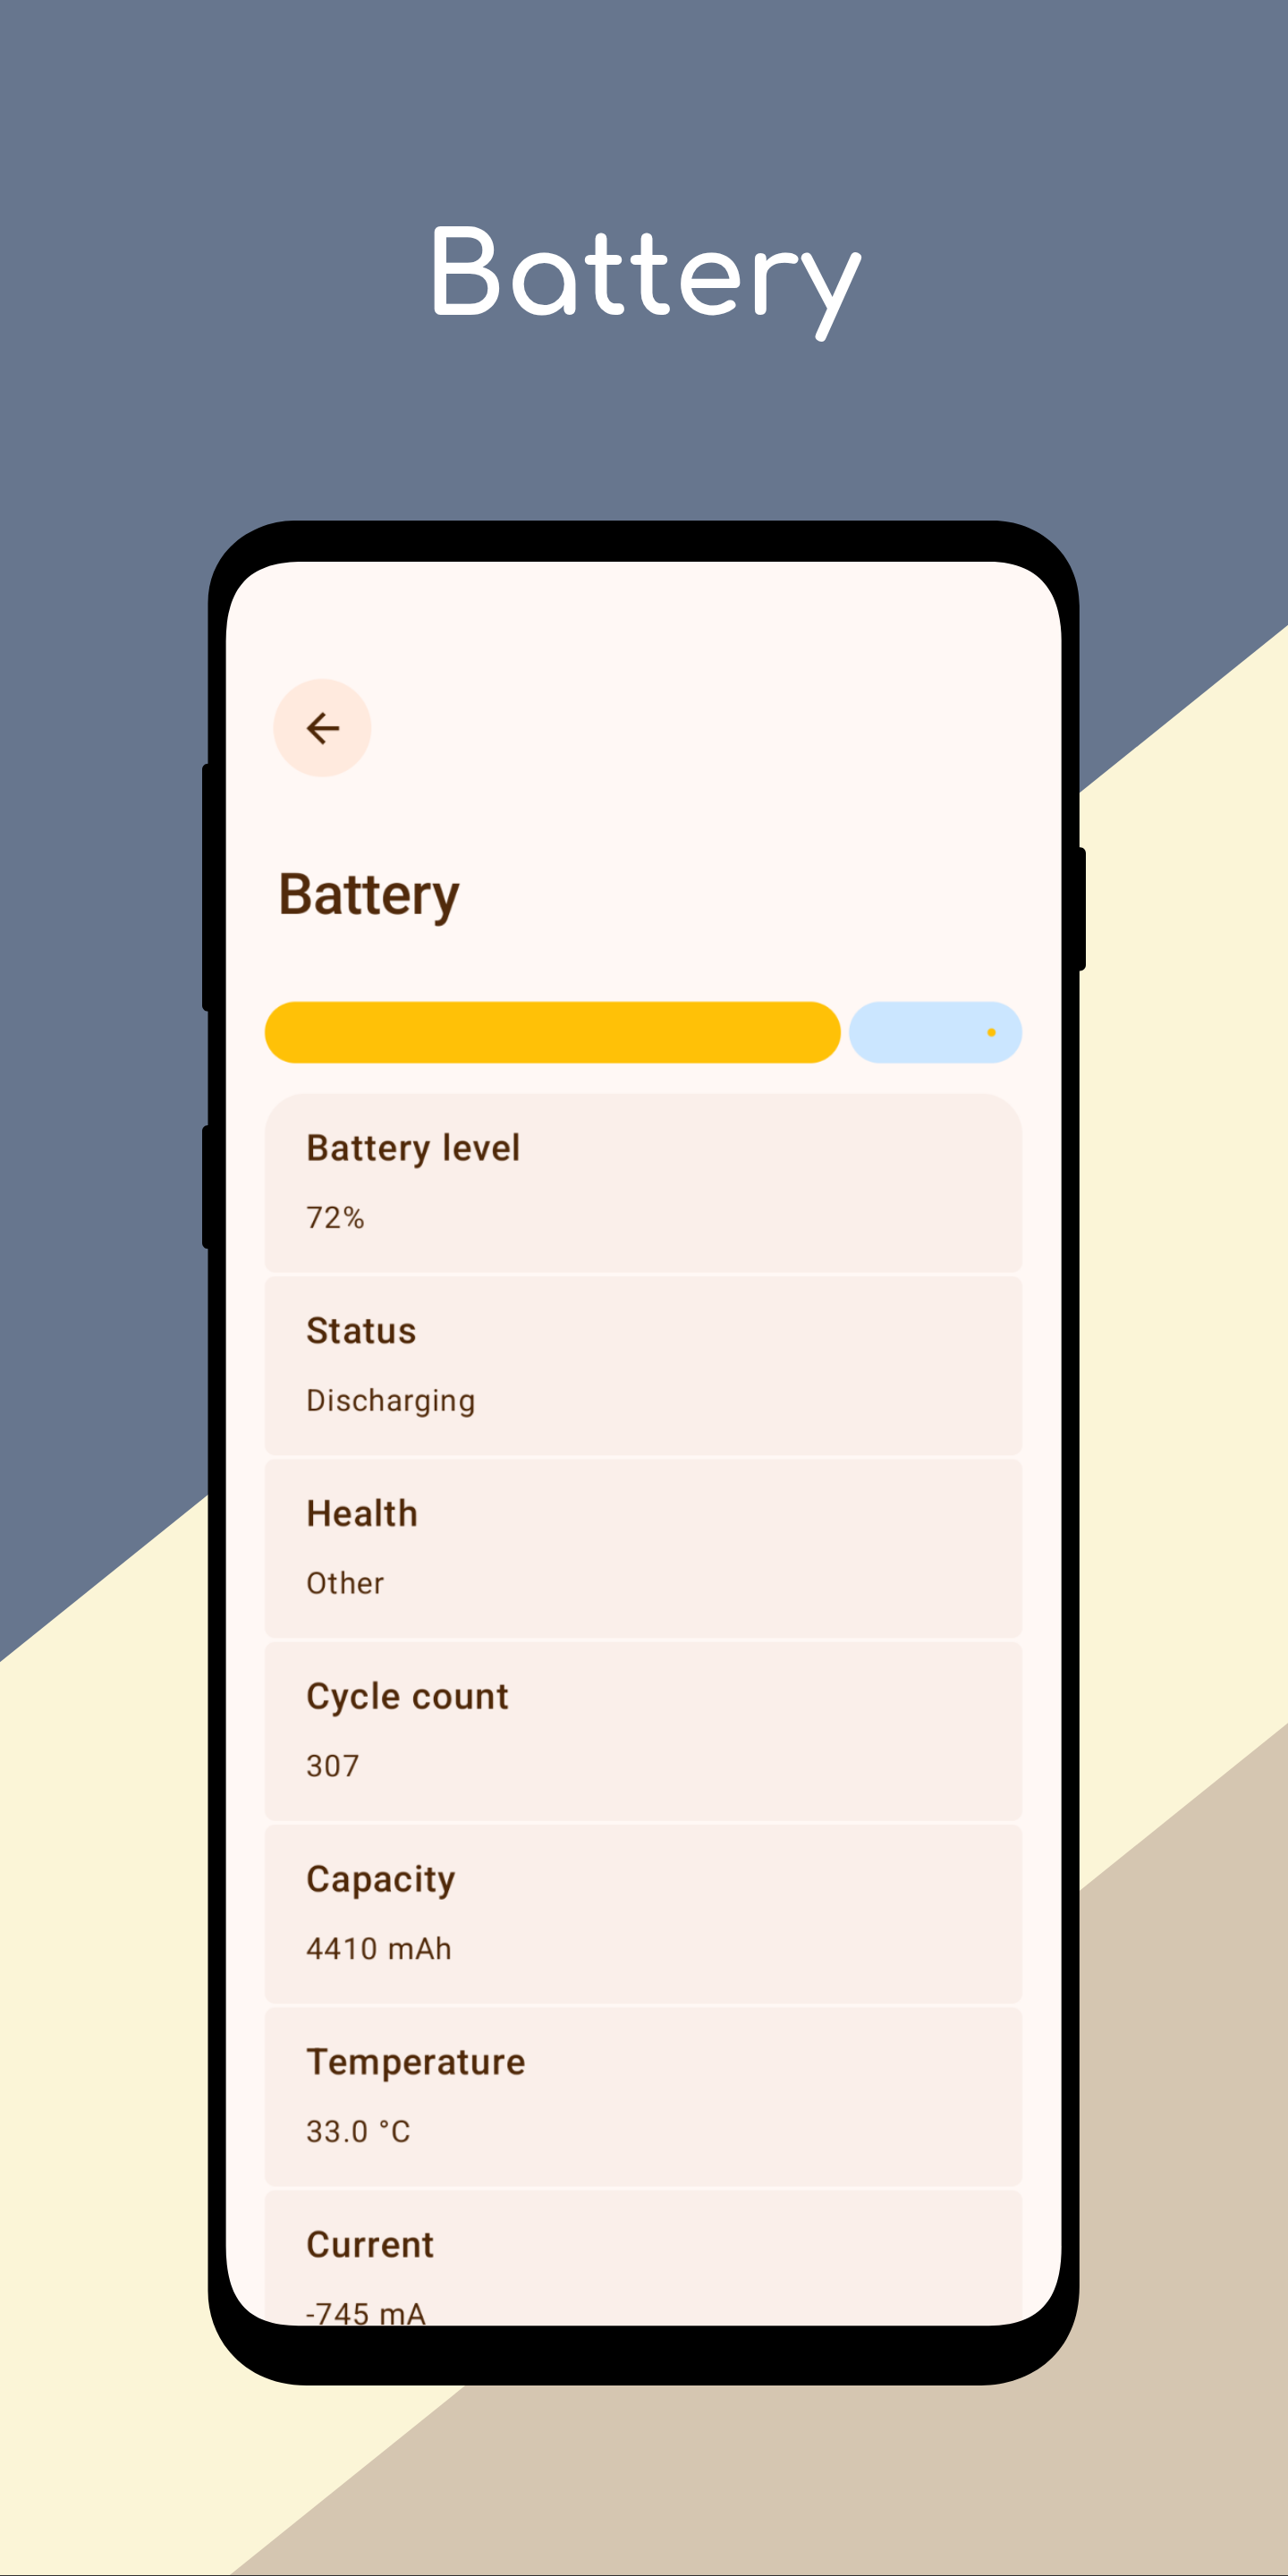 Battery
Battery
Battery level
72%
Status
Discharging
Health
Other
Cycle count
307
Capacity
4410 mAh
Temperature
33.0 °C
Current
-745 mA